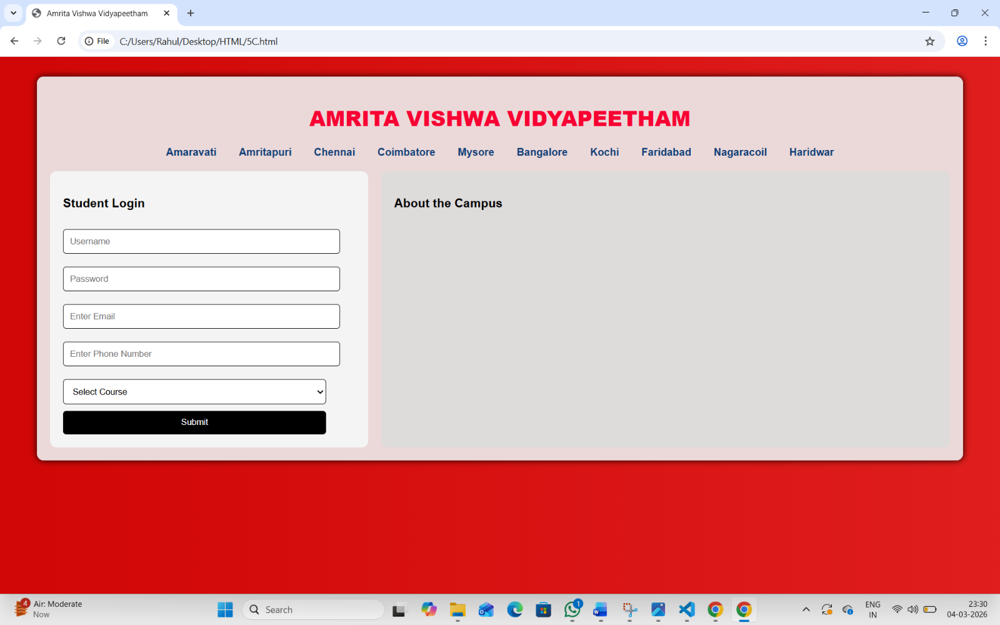 Amrita Vishwa Vidyapeetham
File C:/Users/Rahul/Desktop/HTML/5C.html
AMRITA VISHWA VIDYAPEETHAM
Amaravati Amritapuri Chennai Coimbatore Mysore Bangalore Kochi Faridabad Nagaracoil Haridwar
Student Login
Username
Password
Enter Email
Enter Phone Number
Select Course
Submit
About the Campus
4
Air: Moderate
Now
Search
1
ENG
IN
23:30
04-03-2026